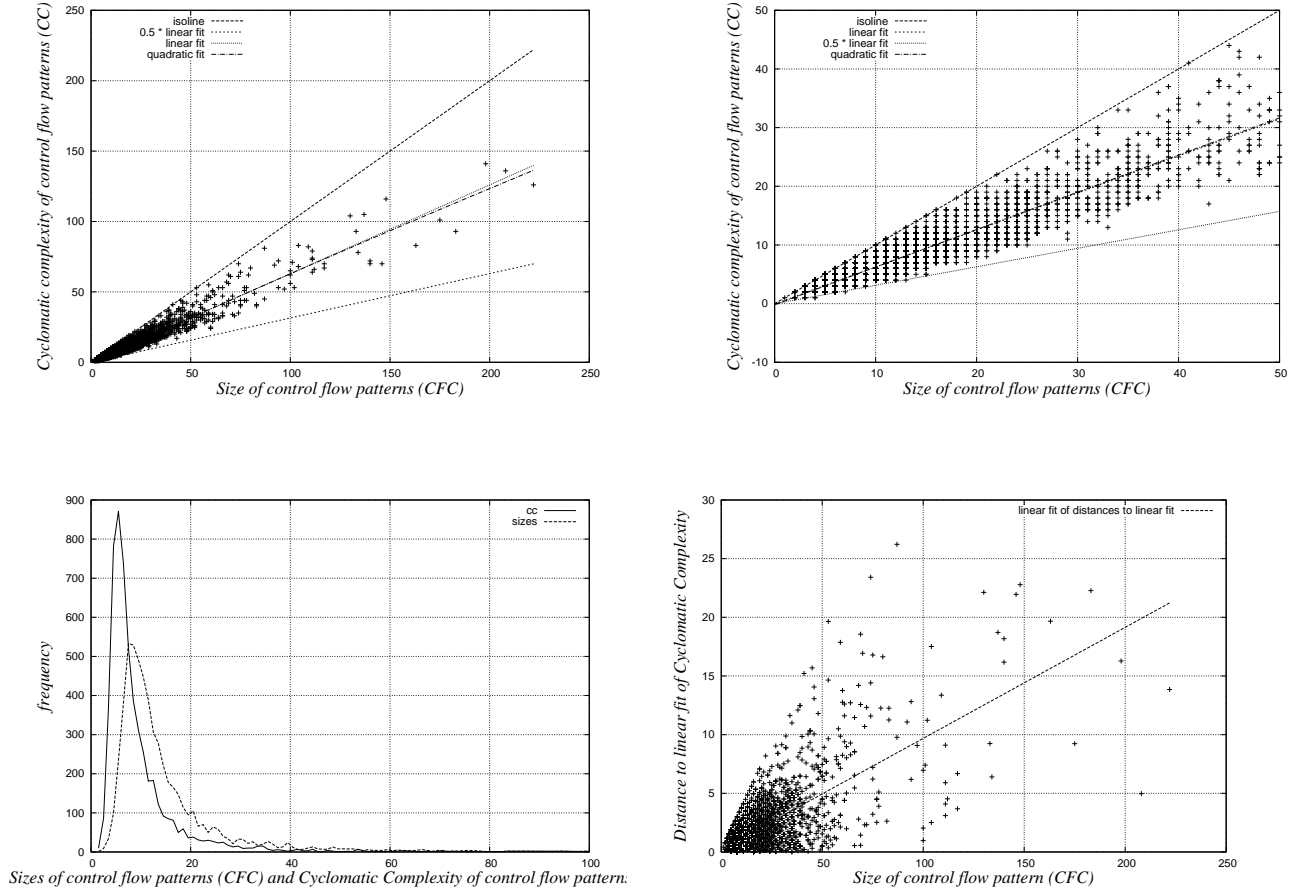 Cyclomatic complexity of control flow patterns (CC)
isoline
0.5 * linear fit
linear fit
quadratic fit
250
200
150
100
50
0
0 50 100 150 200 250
Size of control flow patterns (CFC)
Cyclomatic complexity of control flow patterns (CC)
isoline
linear fit
0.5 * linear fit
quadratic fit
50
40
30
20
10
0
-10
0 10 20 30 40 50
Size of control flow patterns (CFC)
frequency
cc
sizes
900
800
700
600
500
400
300
200
100
0
0 20 40 60 80 100
Sizes of control flow patterns (CFC) and Cyclomatic Complexity of control flow pattern
Distance to linear fit of Cyclomatic Complexity
linear fit of distances to linear fit
30
25
20
15
10
5
0
0 50 100 150 200 250
Size of control flow pattern (CFC)